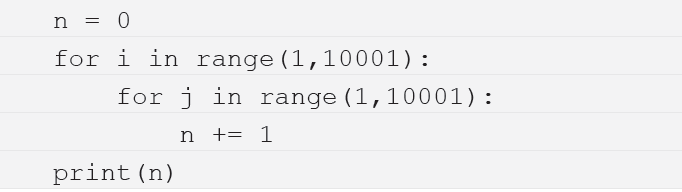 n = 0
for i in range(1,10001):
    for j in range(1,10001):
        n += 1
print(n)